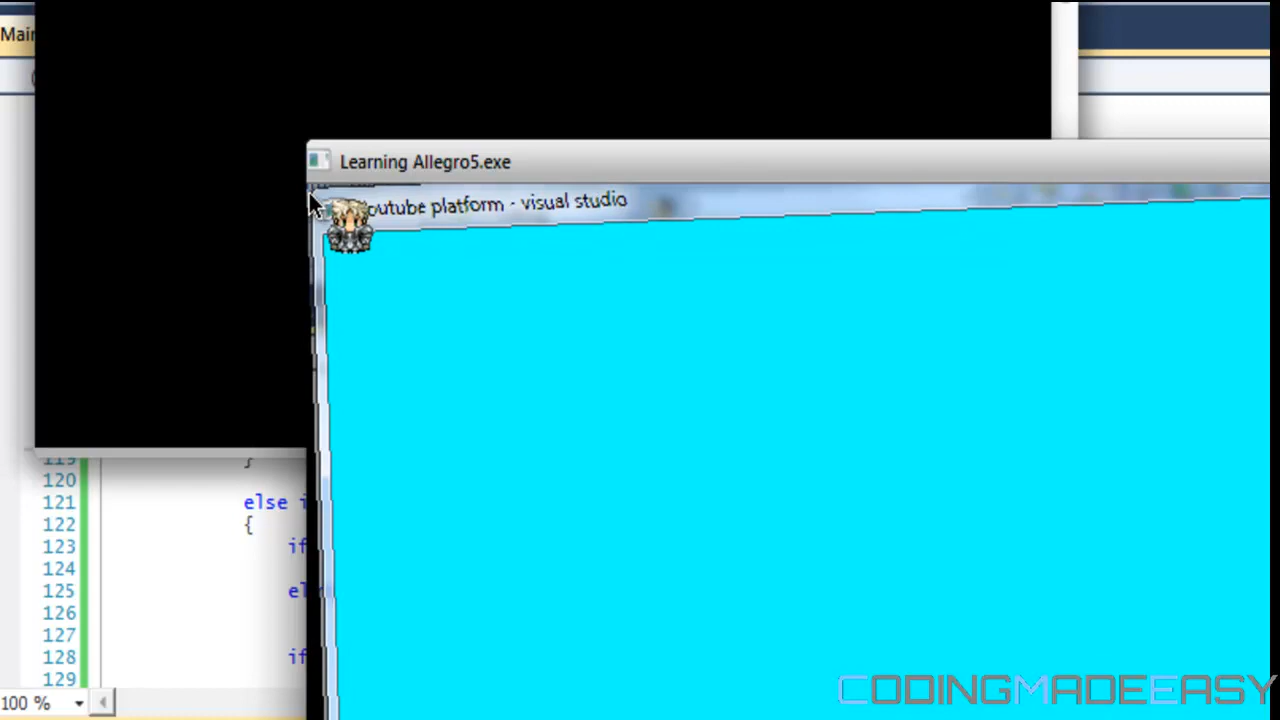 Main
Learning Allegro5.exe
outube platform - visual studio
119 }
120
121 else i
122 {
123 if
124
125 el
126
127
128 if
129
100 %
CODINGMADEEASY